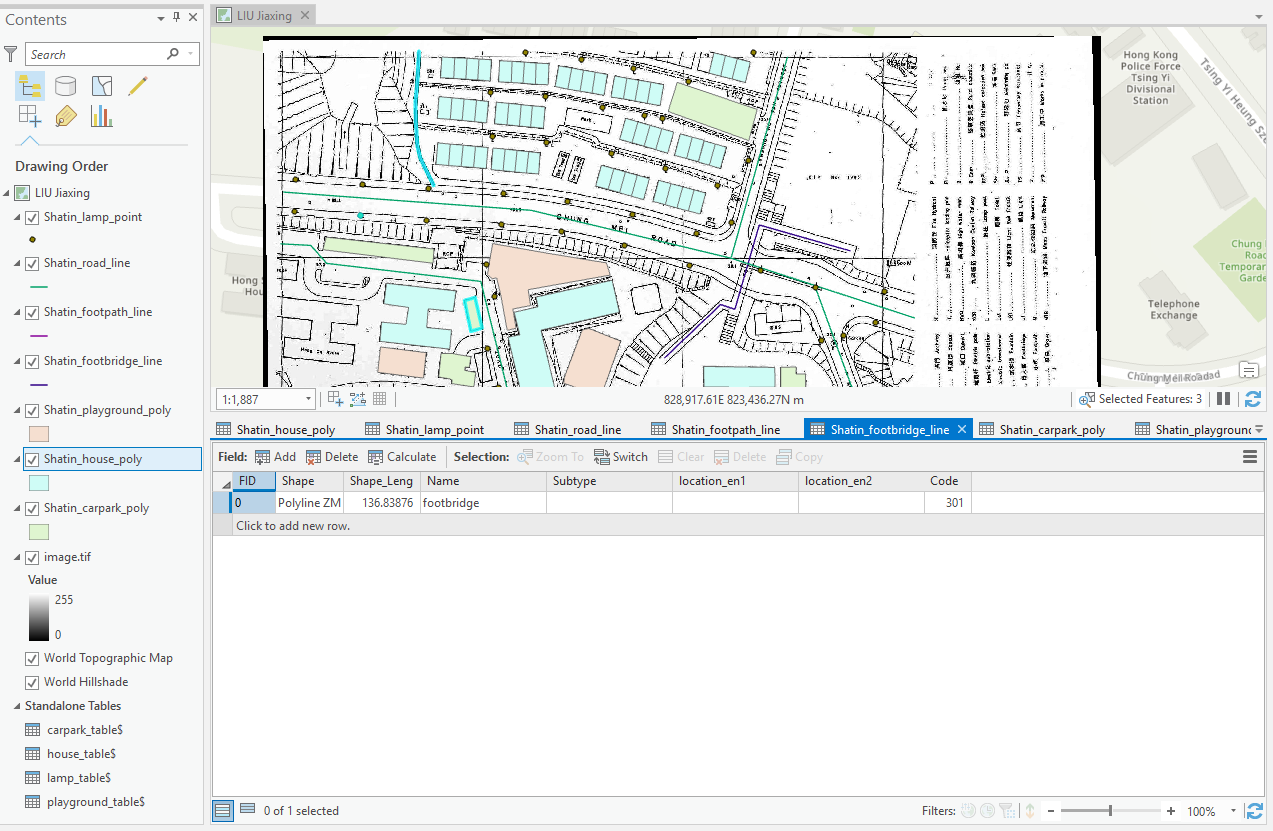 Contents
Search
Drawing Order
LIU Jiaxing
Shatin_lamp_point
Shatin_road_line
Shatin_footpath_line
Shatin_footbridge_line
Shatin_playground_poly
Shatin_house_poly
Shatin_carpark_poly
image.tif
Value
255
0
World Topographic Map
World Hillshade
Standalone Tables
carpark_table$
house_table$
lamp_table$
playground_table$
LIU Jiaxing
Hong Kong
Police Force
Tsing Yi
Divisional
Station
Tsing Yi Heung Sz
Park
CHUNG MEI ROAD
Chung
Road
Temporar
Garde
Telephone
Exchange
Hong S
Hou
Chung Mei Road
1:1,887
828,917.61E 823,436.27N m
Selected Features: 3
Shatin_house_poly
Shatin_lamp_point
Shatin_road_line
Shatin_footpath_line
Shatin_footbridge_line
Shatin_carpark_poly
Shatin_playground
Field: Add Delete Calculate Selection: Zoom To Switch Clear Delete Copy
FID Shape Shape_Leng Name Subtype location_en1 location_en2 Code
0 Polyline ZM 136.83876 footbridge 301
Click to add new row.
0 of 1 selected
Filters:
- + 100%